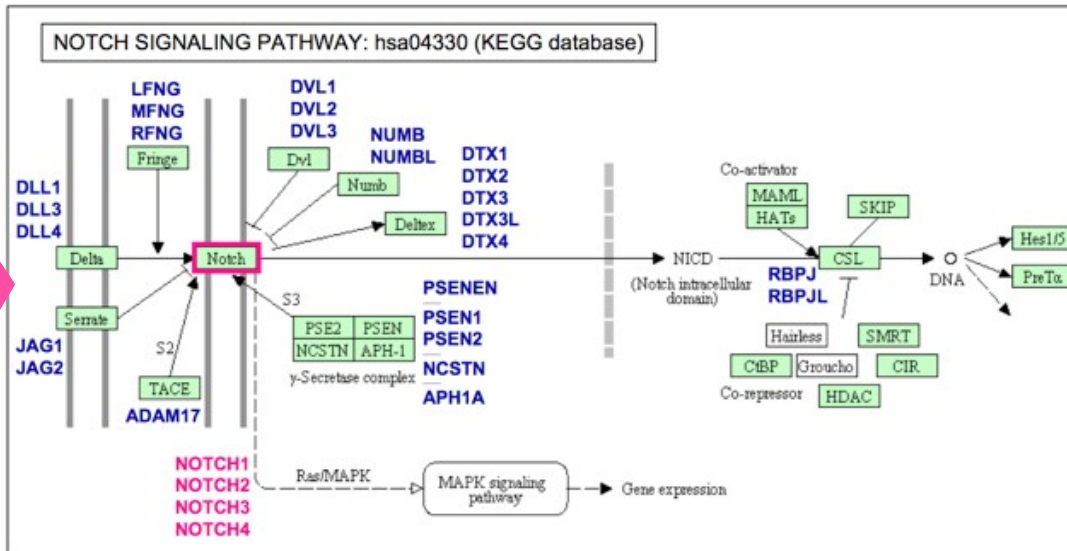 NOTCH SIGNALING PATHWAY: hsa04330 (KEGG database)
LFNG
MFNG
RFNG
Fringe
DVL1
DVL2
DVL3
Dvl
NUMB
NUMBL
Numb
DTX1
DTX2
DTX3
DTX3L
DTX4
Deltex
DLL1
DLL3
DLL4
Delta
Notch
Serrate
JAG1
JAG2
S2
TACE
ADAM17
S3
PSE2 PSEN
NCSTN APH-1
γ-Secretase complex
PSENEN
PSEN1
PSEN2
NCSTN
APH1A
NICD
(Notch intracellular
domain)
Co-activator
MAML
HATs
SKIP
CSL
RBPJ
RBPJL
DNA
Hes1/5
PreTα
Hairless
SMRT
CtBP
Groucho
CIR
Co-repressor
HDAC
NOTCH1
NOTCH2
NOTCH3
NOTCH4
Ras/MAPK
MAPK signaling
pathway
Gene expression